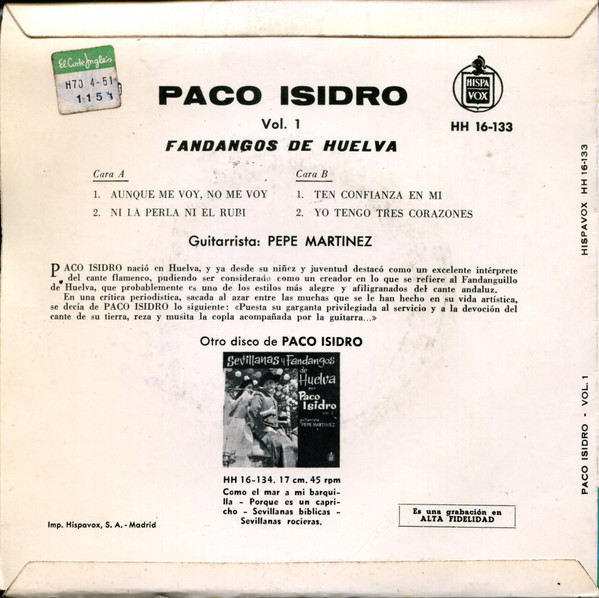 El Corte Inglés
H70 4-51
1151
PACO ISIDRO
Vol. 1
FANDANGOS DE HUELVA
HISPA
VOX
HH 16-133
Cara A
1. AUNQUE ME VOY, NO ME VOY
2. NI LA PERLA NI EL RUBI
Cara B
1. TEN CONFIANZA EN MI
2. YO TENGO TRES CORAZONES
Guitarrista: PEPE MARTINEZ
PACO ISIDRO nació en Huelva, y ya desde su niñez y juventud destacó como un excelente intérprete
del cante flamenco, pudiendo ser considerado como un creador en lo que se refiere al Fandanguillo
de Huelva, que probablemente es uno de los estilos más alegre y afiligranados del cante andaluz.
En una crítica periodística, sacada al azar entre las muchas que se le han hecho en su vida artística,
se decía de PACO ISIDRO lo siguiente: «Puesta su garganta privilegiada al servicio y a la devoción del
cante de su tierra, reza y musita la copla acompañada por la guitarra...»
Otro disco de PACO ISIDRO
Sevillanas y Fandangos
de
Huelva
por
Paco
Isidro
guitarrista
PEPE MARTINEZ
HH 16-134. 17 cm. 45 rpm
Como el mar a mi barqui-
lla - Porque es un capri-
cho - Sevillanas bíblicas -
Sevillanas rocieras.
Imp. Hispavox, S. A. - Madrid
Es una grabación en
ALTA FIDELIDAD
HISPAVOX HH 16-133
PACO ISIDRO - VOL. 1